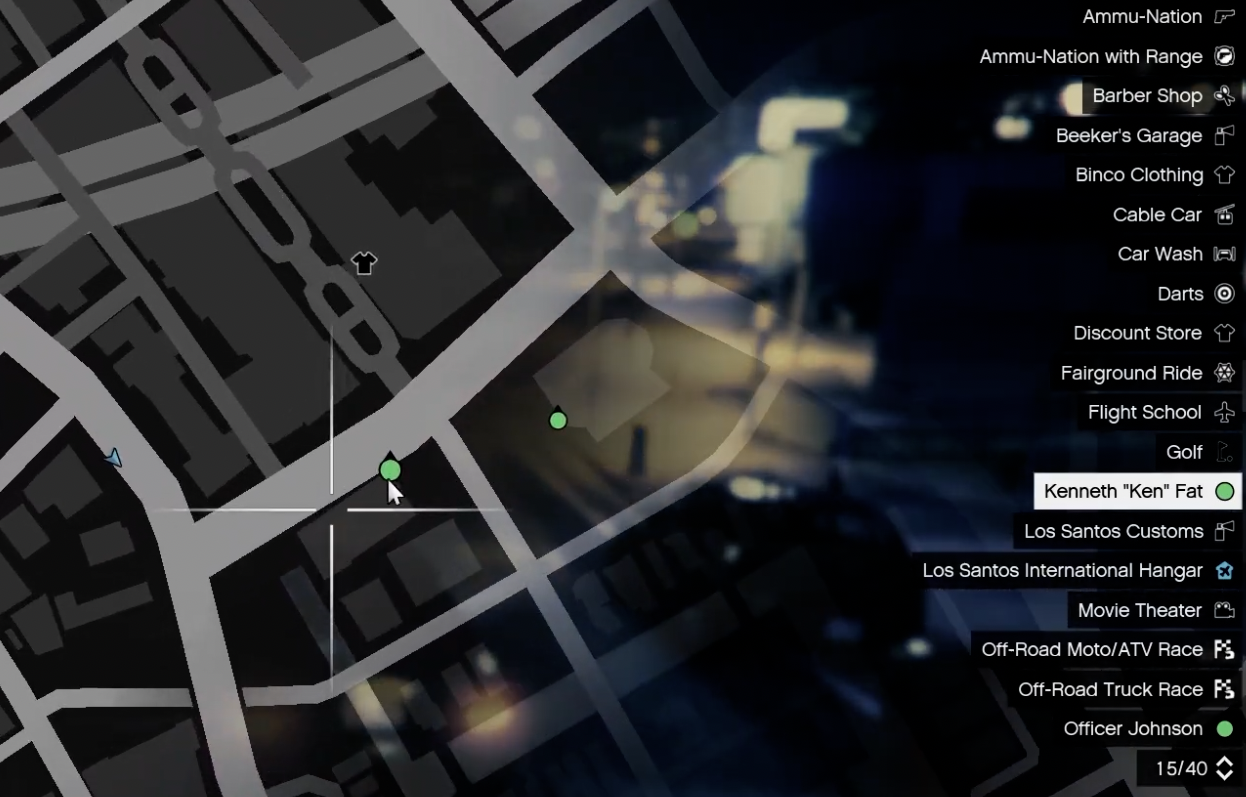 Ammu-Nation
Ammu-Nation with Range
Barber Shop
Beeker's Garage
Binco Clothing
Cable Car
Car Wash
Darts
Discount Store
Fairground Ride
Flight School
Golf
Kenneth "Ken" Fat
Los Santos Customs
Los Santos International Hangar
Movie Theater
Off-Road Moto/ATV Race
Off-Road Truck Race
Officer Johnson
15/40